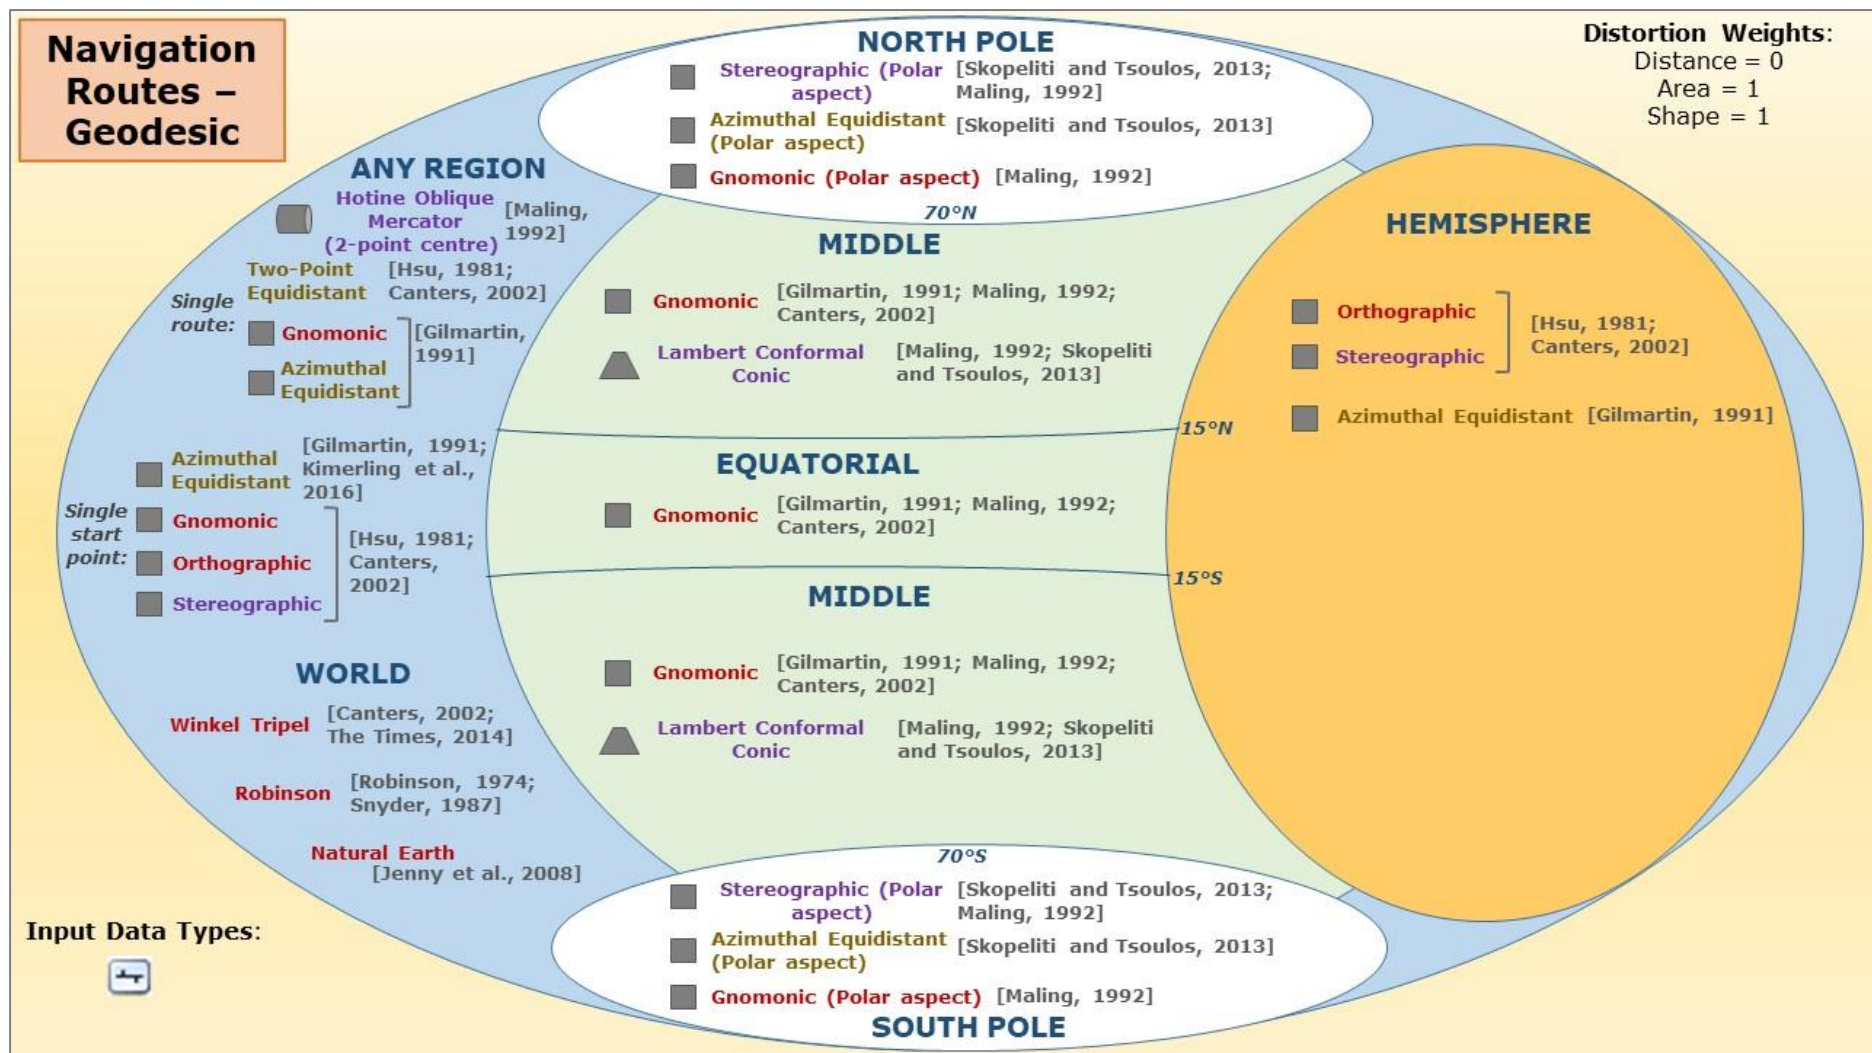 Navigation
Routes –
Geodesic
Distortion Weights:
Distance = 0
Area = 1
Shape = 1
NORTH POLE
Stereographic (Polar
aspect)
[Skopeliti and Tsoulos, 2013;
Maling, 1992]
Azimuthal Equidistant
(Polar aspect)
[Skopeliti and Tsoulos, 2013]
Gnomonic (Polar aspect) [Maling, 1992]
70°N
ANY REGION
Hotine Oblique
Mercator
(2-point centre)
[Maling,
1992]
Single
route:
Two-Point
Equidistant
[Hsu, 1981;
Canters, 2002]
Gnomonic
Azimuthal
Equidistant
[Gilmartin,
1991]
Single
start
point:
Azimuthal
Equidistant
[Gilmartin, 1991;
Kimerling et al.,
2016]
Gnomonic
Orthographic
Stereographic
[Hsu, 1981;
Canters,
2002]
WORLD
Winkel Tripel
[Canters, 2002;
The Times, 2014]
Robinson
[Robinson, 1974;
Snyder, 1987]
Natural Earth
[Jenny et al., 2008]
MIDDLE
Gnomonic
[Gilmartin, 1991; Maling, 1992;
Canters, 2002]
Lambert Conformal
Conic
[Maling, 1992; Skopeliti
and Tsoulos, 2013]
15°N
EQUATORIAL
Gnomonic
[Gilmartin, 1991; Maling, 1992;
Canters, 2002]
15°S
MIDDLE
Gnomonic
[Gilmartin, 1991; Maling, 1992;
Canters, 2002]
Lambert Conformal
Conic
[Maling, 1992; Skopeliti
and Tsoulos, 2013]
HEMISPHERE
Orthographic
Stereographic
[Hsu, 1981;
Canters, 2002]
Azimuthal Equidistant [Gilmartin, 1991]
70°S
Stereographic (Polar
aspect)
[Skopeliti and Tsoulos, 2013;
Maling, 1992]
Azimuthal Equidistant
(Polar aspect)
[Skopeliti and Tsoulos, 2013]
Gnomonic (Polar aspect) [Maling, 1992]
SOUTH POLE
Input Data Types: